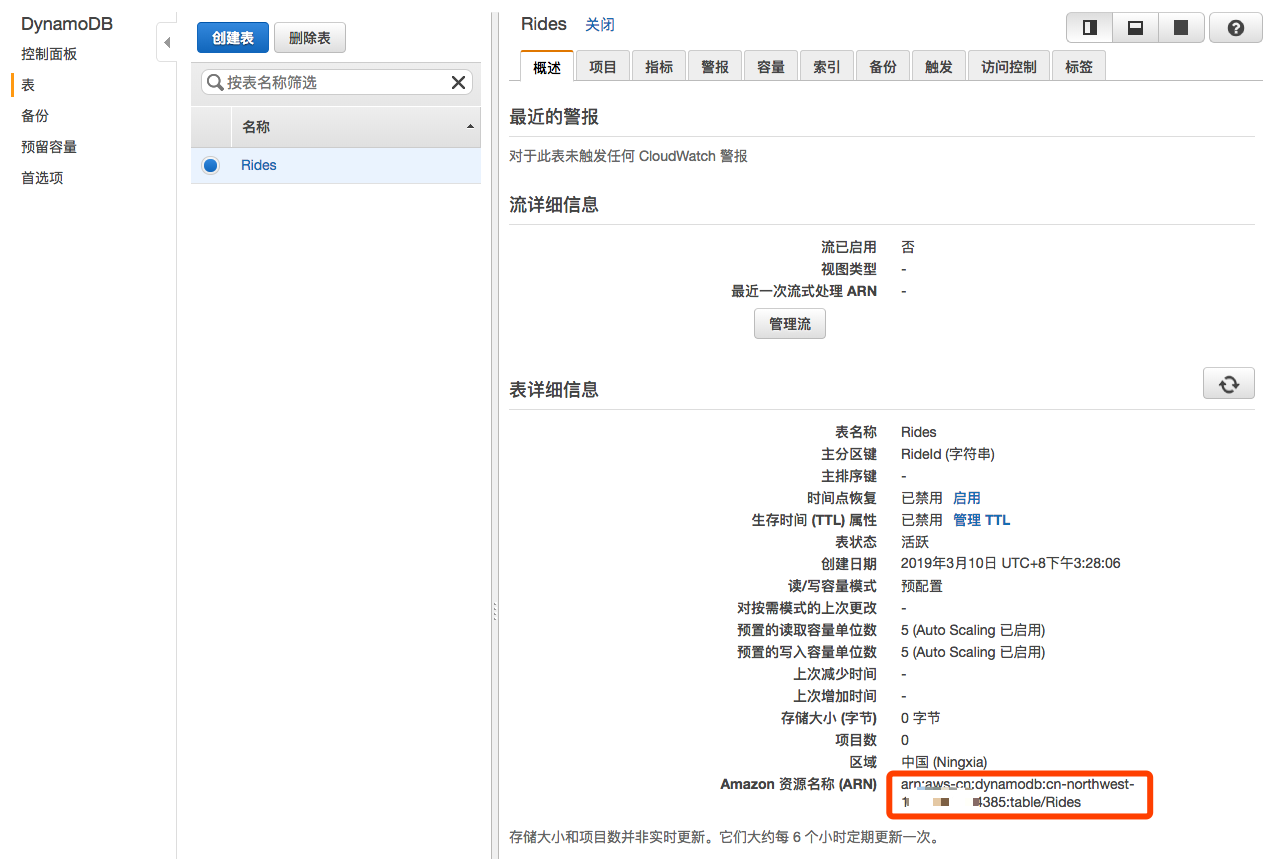 DynamoDB
控制面板
表
备份
预留容量
首选项
创建表 删除表
按表名称筛选
名称
Rides
Rides 关闭
概述 项目 指标 警报 容量 索引 备份 触发 访问控制 标签
最近的警报
对于此表未触发任何 CloudWatch 警报
流详细信息
流已启用 否
视图类型 -
最近一次流式处理 ARN -
管理流
表详细信息
表名称 Rides
主分区键 RideId (字符串)
主排序键 -
时间点恢复 已禁用 启用
生存时间 (TTL) 属性 已禁用 管理 TTL
表状态 活跃
创建日期 2019年3月10日 UTC+8下午3:28:06
读/写容量模式 预配置
对按需模式的上次更改 -
预置的读取容量单位数 5 (Auto Scaling 已启用)
预置的写入容量单位数 5 (Auto Scaling 已启用)
上次减少时间 -
上次增加时间 -
存储大小 (字节) 0 字节
项目数 0
区域 中国 (Ningxia)
Amazon 资源名称 (ARN) arn:aws-cn:dynamodb:cn-northwest-
1 4385:table/Rides
存储大小和项目数并非实时更新。它们大约每 6 个小时定期更新一次。